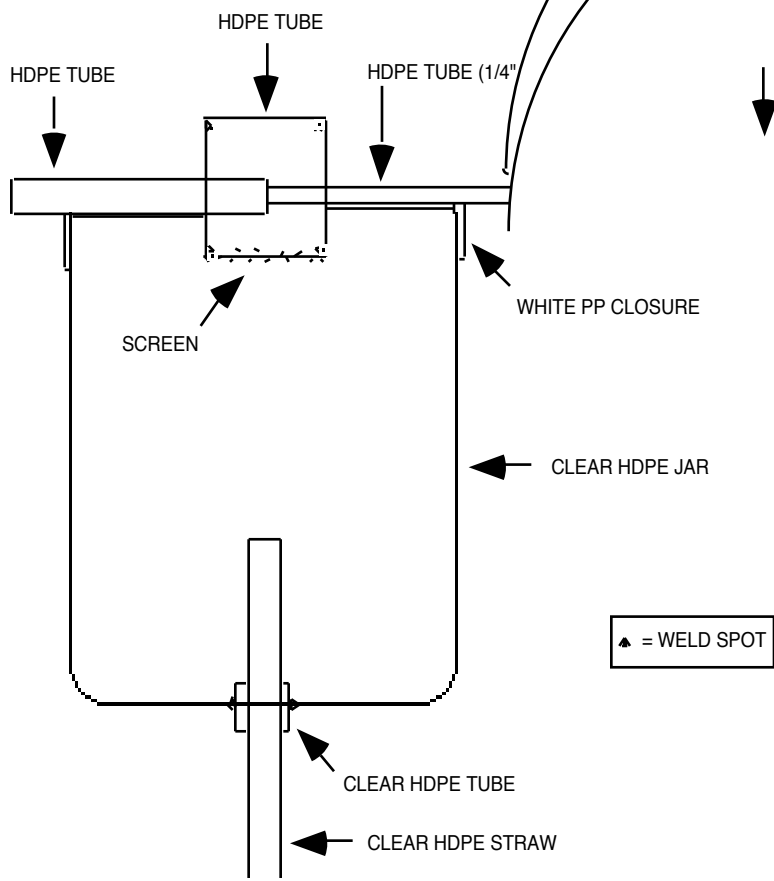 HDPE TUBE
HDPE TUBE
HDPE TUBE (1/4"
SCREEN
WHITE PP CLOSURE
CLEAR HDPE JAR
= WELD SPOT
CLEAR HDPE TUBE
CLEAR HDPE STRAW